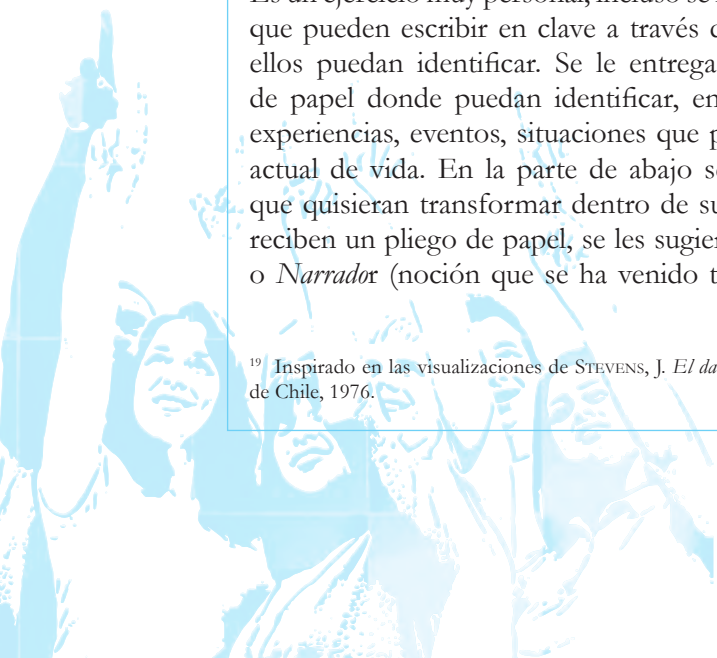 que pueden escribir en clave a través
ellos puedan identificar. Se le entrega
de papel donde puedan identificar, en
experiencias, eventos, situaciones que
actual de vida. En la parte de abajo
que quisieran transformar dentro de
reciben un pliego de papel, se les
o Narrador (noción que se ha venido
19 Inspirado en las visualizaciones de STEVENS, J. El
de Chile, 1976.